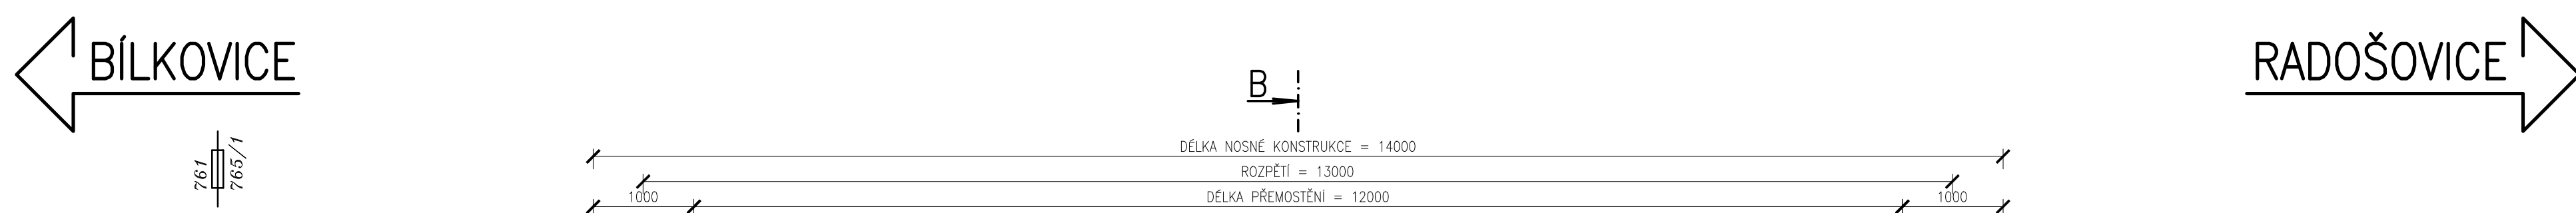 BÍLKOVICE
RADOŠOVICE
B
761
765/1
DÉLKA NOSNÉ KONSTRUKCE = 14000
ROZPĚTÍ = 13000
1000
DÉLKA PŘEMOSTĚNÍ = 12000
1000